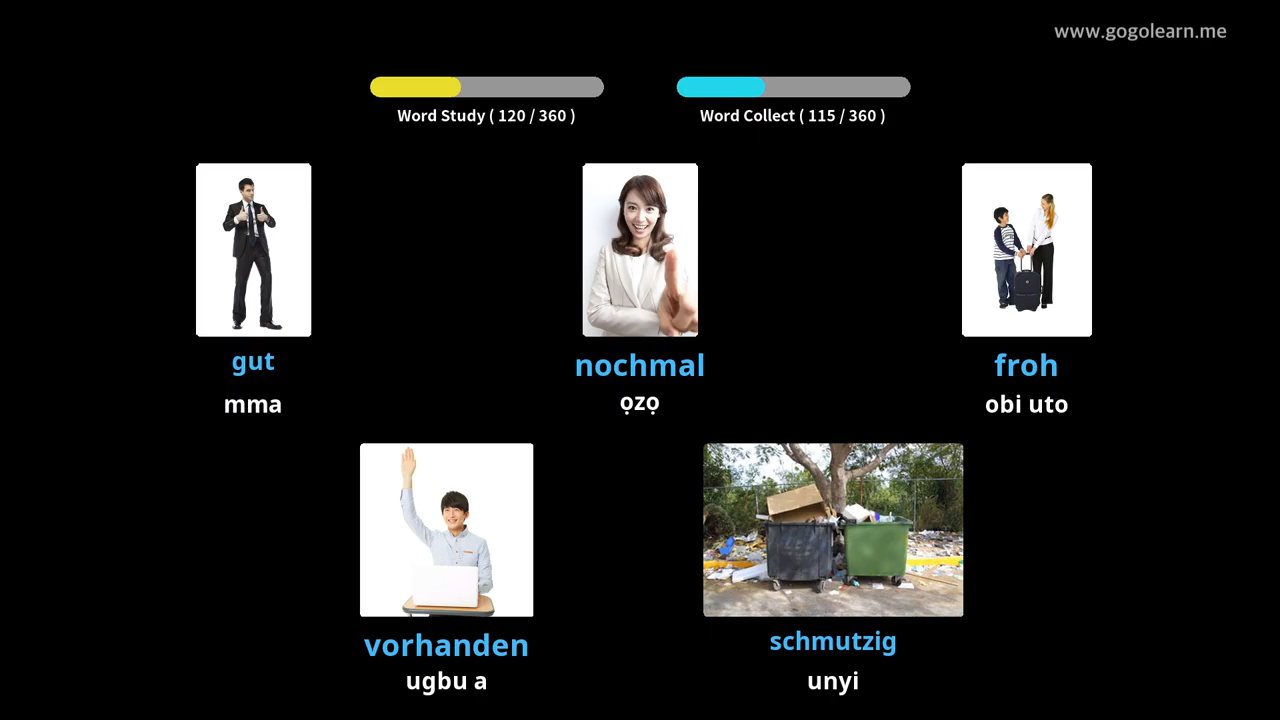 www.gogolearn.me
Word Study ( 120 / 360 )
Word Collect ( 115 / 360 )
gut
mma
nochmal
ọzọ
froh
obi uto
vorhanden
ugbu a
schmutzig
unyi